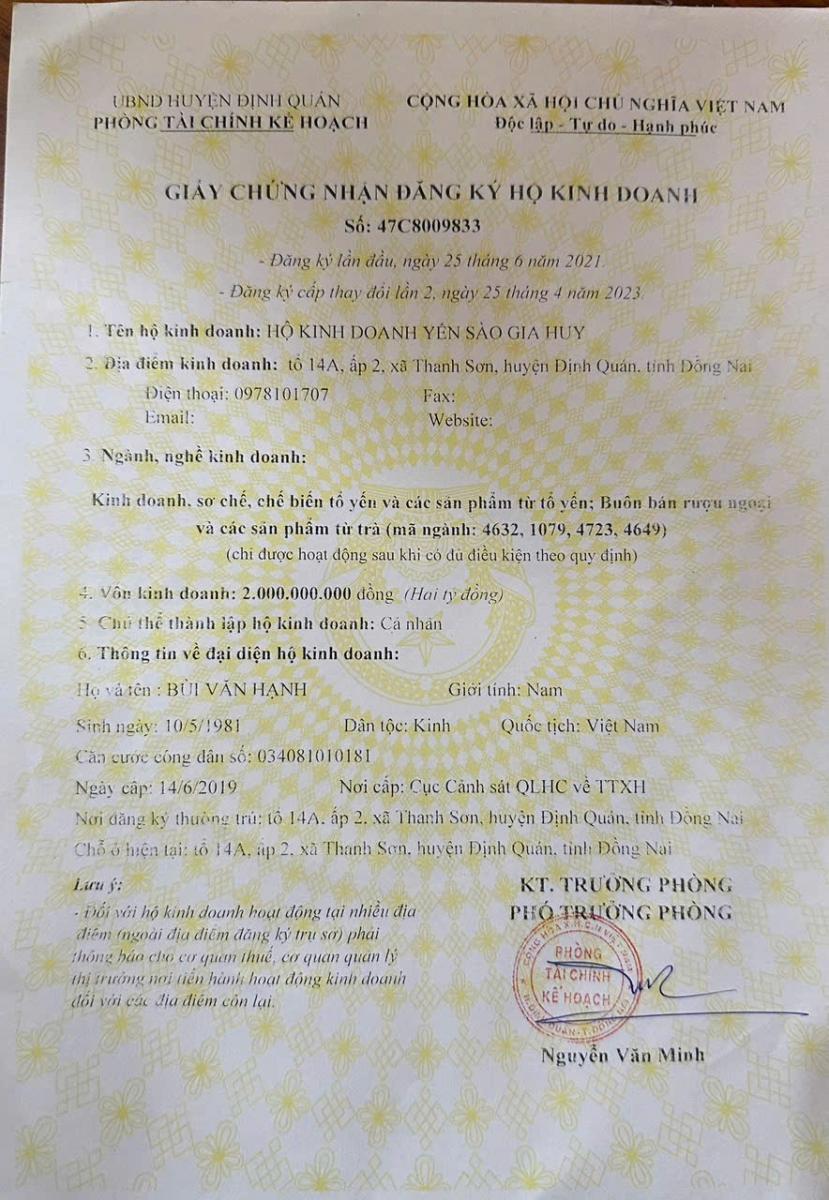 UBND HUYỆN ĐỊNH QUÁN
PHÒNG TÀI CHÍNH KẾ HOẠCH
CỘNG HÒA XÃ HỘI CHỦ NGHĨA VIỆT NAM
Độc lập - Tự do - Hạnh phúc
GIẤY CHỨNG NHẬN ĐĂNG KÝ HỘ KINH DOANH
Số: 47C8009833
- Đăng ký lần đầu, ngày 25 tháng 6 năm 2021.
- Đăng ký cấp thay đổi lần 2, ngày 25 tháng 4 năm 2023.
1. Tên hộ kinh doanh: HỘ KINH DOANH YẾN SÀO GIA HUY
2. Địa điểm kinh doanh: tổ 14A, ấp 2, xã Thanh Sơn, huyện Định Quán, tỉnh Đồng Nai
Điện thoại: 0978101707 Fax:
Email: Website:
3. Ngành, nghề kinh doanh:
Kinh doanh, sơ chế, chế biến tổ yến và các sản phẩm từ tổ yến; Buôn bán rượu ngoại
và các sản phẩm từ trà (mã ngành: 4632, 1079, 4723, 4649)
(chỉ được hoạt động sau khi có đủ điều kiện theo quy định)
4. Vốn kinh doanh: 2.000.000.000 đồng (Hai tỷ đồng)
5. Chủ thể thành lập hộ kinh doanh: Cá nhân
6. Thông tin về đại diện hộ kinh doanh:
Họ và tên : BÙI VĂN HẠNH Giới tính: Nam
Sinh ngày: 10/5/1981 Dân tộc: Kinh Quốc tịch: Việt Nam
Căn cước công dân số: 034081010181
Ngày cấp: 14/6/2019 Nơi cấp: Cục Cảnh sát QLHC về TTXH
Nơi đăng ký thường trú: tổ 14A, ấp 2, xã Thanh Sơn, huyện Định Quán, tỉnh Đồng Nai
Chỗ ở hiện tại: tổ 14A, ấp 2, xã Thanh Sơn, huyện Định Quán, tỉnh Đồng Nai
Lưu ý:
- Đối với hộ kinh doanh hoạt động tại nhiều địa
điểm (ngoài địa điểm đăng ký trụ sở) phải
thông báo cho cơ quan thuế, cơ quan quản lý
thị trường nơi tiến hành hoạt động kinh doanh
đối với các địa điểm còn lại.
KT. TRƯỞNG PHÒNG
PHÓ TRƯỞNG PHÒNG
PHÒNG
TÀI CHÍNH
KẾ HOẠCH
Nguyễn Văn Minh